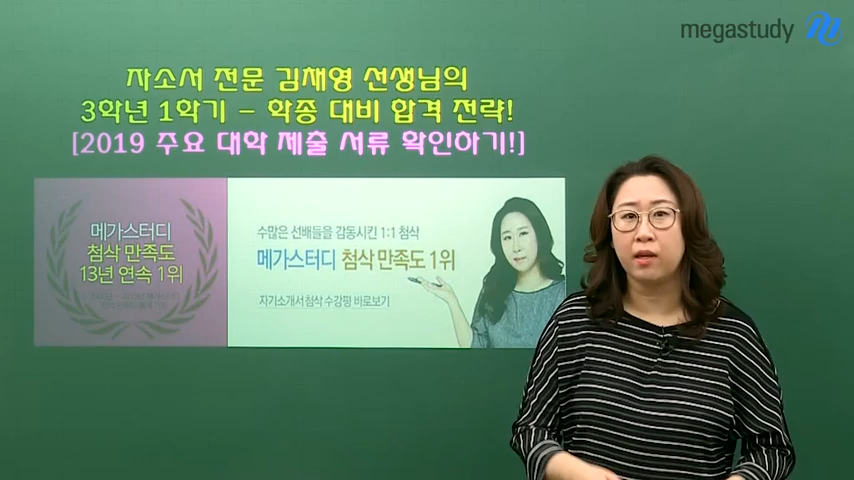 megastudy
자소서 전문 김채영 선생님의
3학년 1학기 - 학종 대비 합격 전략!
[2019 주요 대학 제출 서류 확인하기!]
메가스터디
첨삭 만족도
13년 연속 1위
수많은 선배들을 감동시킨 1:1 첨삭
메가스터디 첨삭 만족도 1위
자기소개서 첨삭 수강평 바로보기